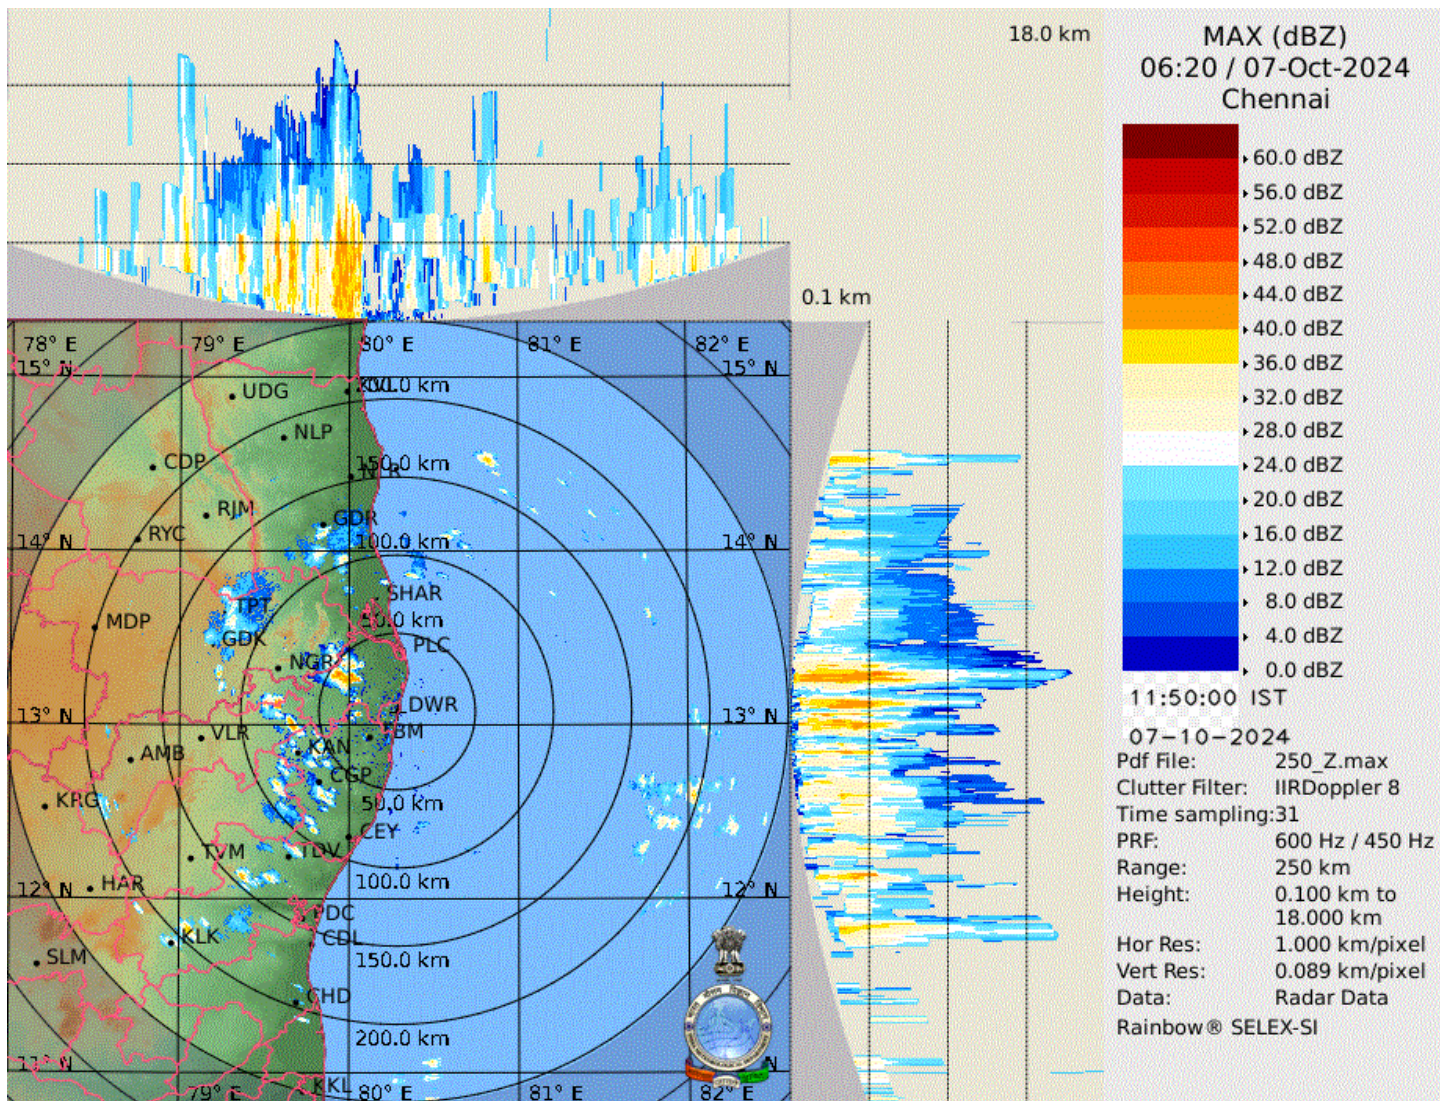 18.0 km
0.1 km
MAX (dBZ)
06:20 / 07-Oct-2024
Chennai
60.0 dBZ
56.0 dBZ
52.0 dBZ
48.0 dBZ
44.0 dBZ
40.0 dBZ
36.0 dBZ
32.0 dBZ
28.0 dBZ
24.0 dBZ
20.0 dBZ
16.0 dBZ
12.0 dBZ
8.0 dBZ
4.0 dBZ
0.0 dBZ
11:50:00 IST
07-10-2024
Pdf File: 250_Z.max
Clutter Filter: IIRDoppler 8
Time sampling:31
PRF: 600 Hz / 450 Hz
Range: 250 km
Height: 0.100 km to
18.000 km
Hor Res: 1.000 km/pixel
Vert Res: 0.089 km/pixel
Data: Radar Data
Rainbow® SELEX-SI
78° E 79° E 80° E 81° E 82° E
15° N 15° N
UDG
200.0 km
NLP
CDP
150.0 km
NLR
RJM
GDR
RYC
100.0 km
14° N 14° N
SHAR
TPT
MDP
50.0 km
GDK
PLC
NGR
DWR
13° N 13° N
VLR
KAN
AMB
CGP
KRG
50.0 km
CEY
TVM
TDV
HAR
100.0 km
12° N 12° N
PDC
KLK
CDL
SLM
150.0 km
CHD
200.0 km
11° N
KKL
79° E 80° E 81° E 82° E